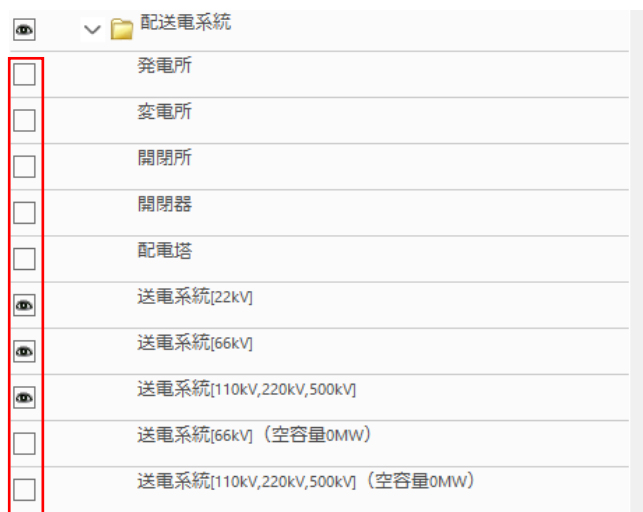 配送電系統
発電所
変電所
開閉所
開閉器
配電塔
送電系統[22kV]
送電系統[66kV]
送電系統[110kV,220kV,500kV]
送電系統[66kV]（空容量0MW）
送電系統[110kV,220kV,500kV]（空容量0MW）